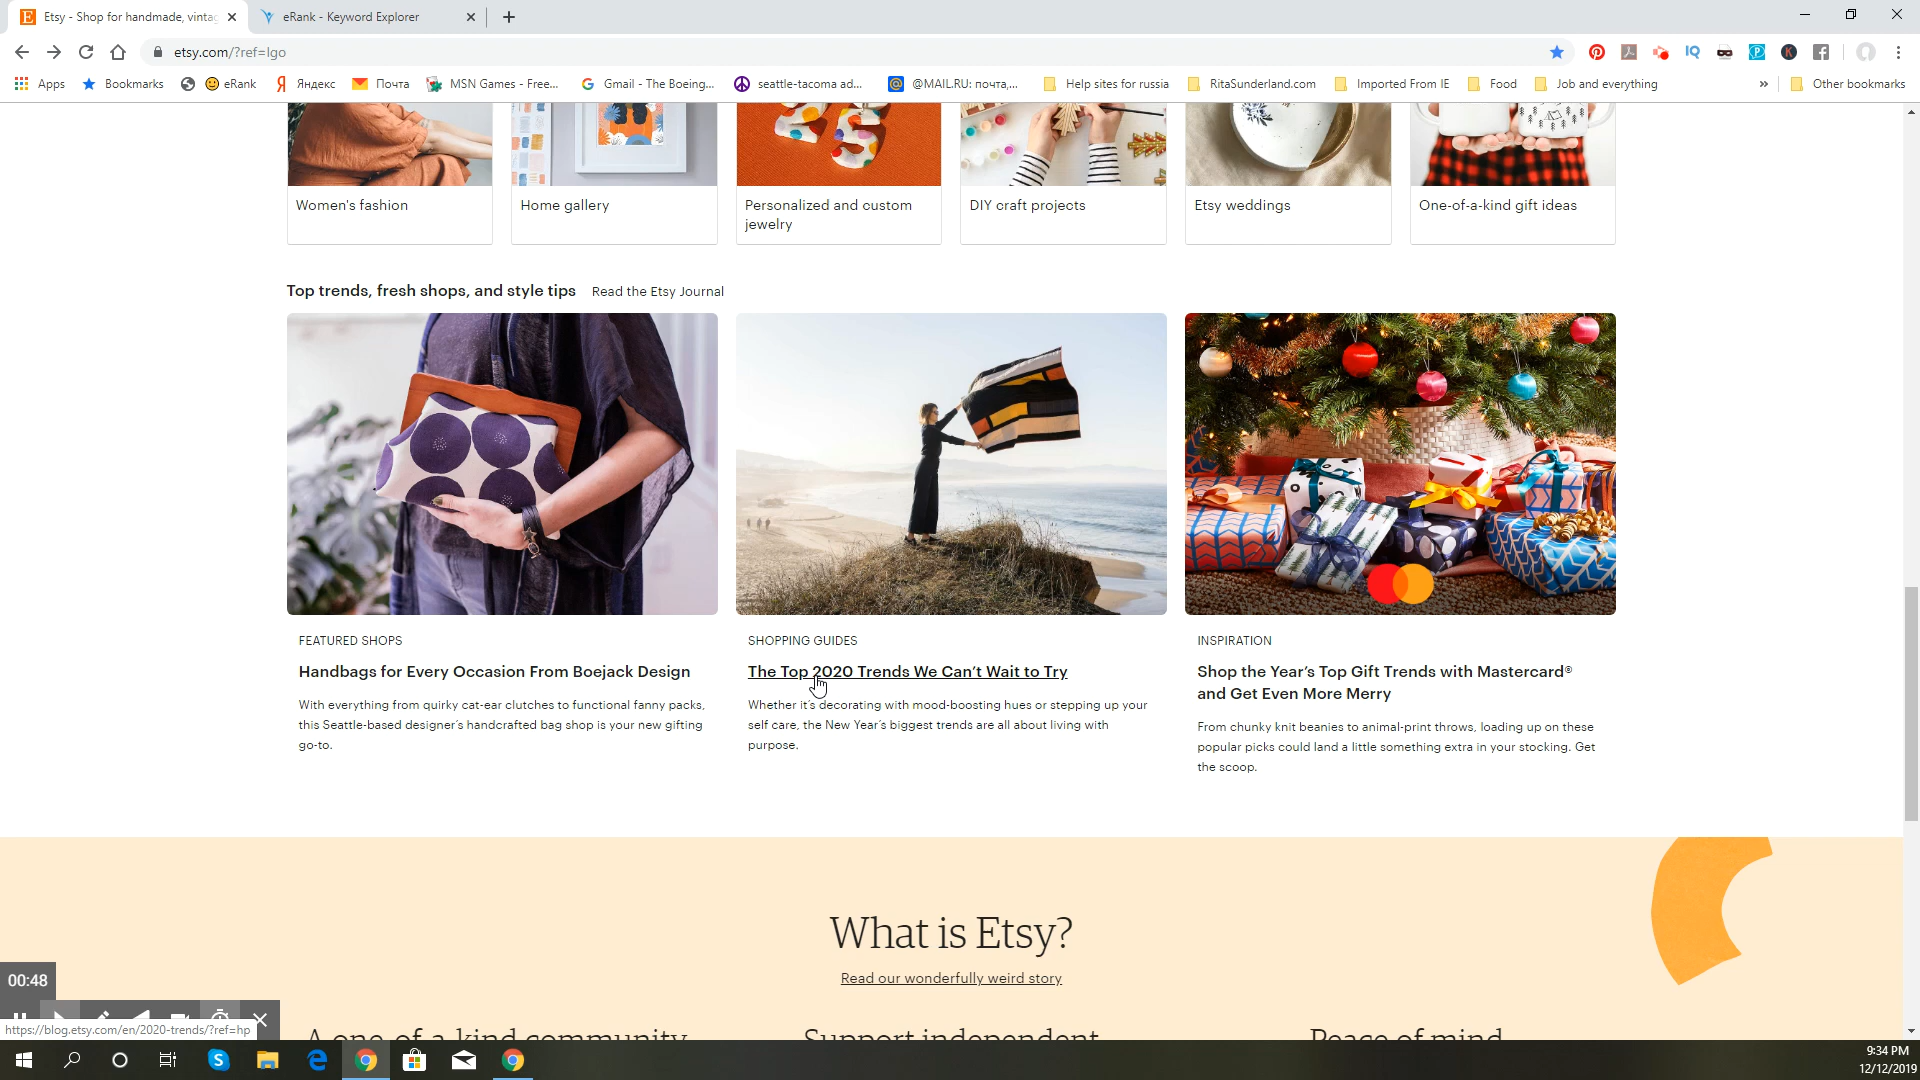 Etsy - Shop for handmade, vintag
eRank - Keyword Explorer
etsy.com/?ref=lgo
Apps
Bookmarks
eRank
Яндекс
Почта
MSN Games - Free...
Gmail - The Boeing...
seattle-tacoma ad...
@MAIL.RU: почта,...
Help sites for russia
RitaSunderland.com
Imported From IE
Food
Job and everything
»
Other bookmarks
Women's fashion
Home gallery
Personalized and custom
jewelry
DIY craft projects
Etsy weddings
One-of-a-kind gift ideas
Top trends, fresh shops, and style tips
Read the Etsy Journal
FEATURED SHOPS
Handbags for Every Occasion From Boejack Design
With everything from quirky cat-ear clutches to functional fanny packs,
this Seattle-based designer's handcrafted bag shop is your new gifting
go-to.
SHOPPING GUIDES
The Top 2020 Trends We Can't Wait to Try
Whether it's decorating with mood-boosting hues or stepping up your
self care, the New Year's biggest trends are all about living with
purpose.
INSPIRATION
Shop the Year's Top Gift Trends with Mastercard®
and Get Even More Merry
From chunky knit beanies to animal-print throws, loading up on these
popular picks could land a little something extra in your stocking. Get
the scoop.
What is Etsy?
Read our wonderfully weird story
00:48
https://blog.etsy.com/en/2020-trends/?ref=hp
A one-of-a-kind community
Support independent
Peace of mind
9:34 PM
12/12/2019